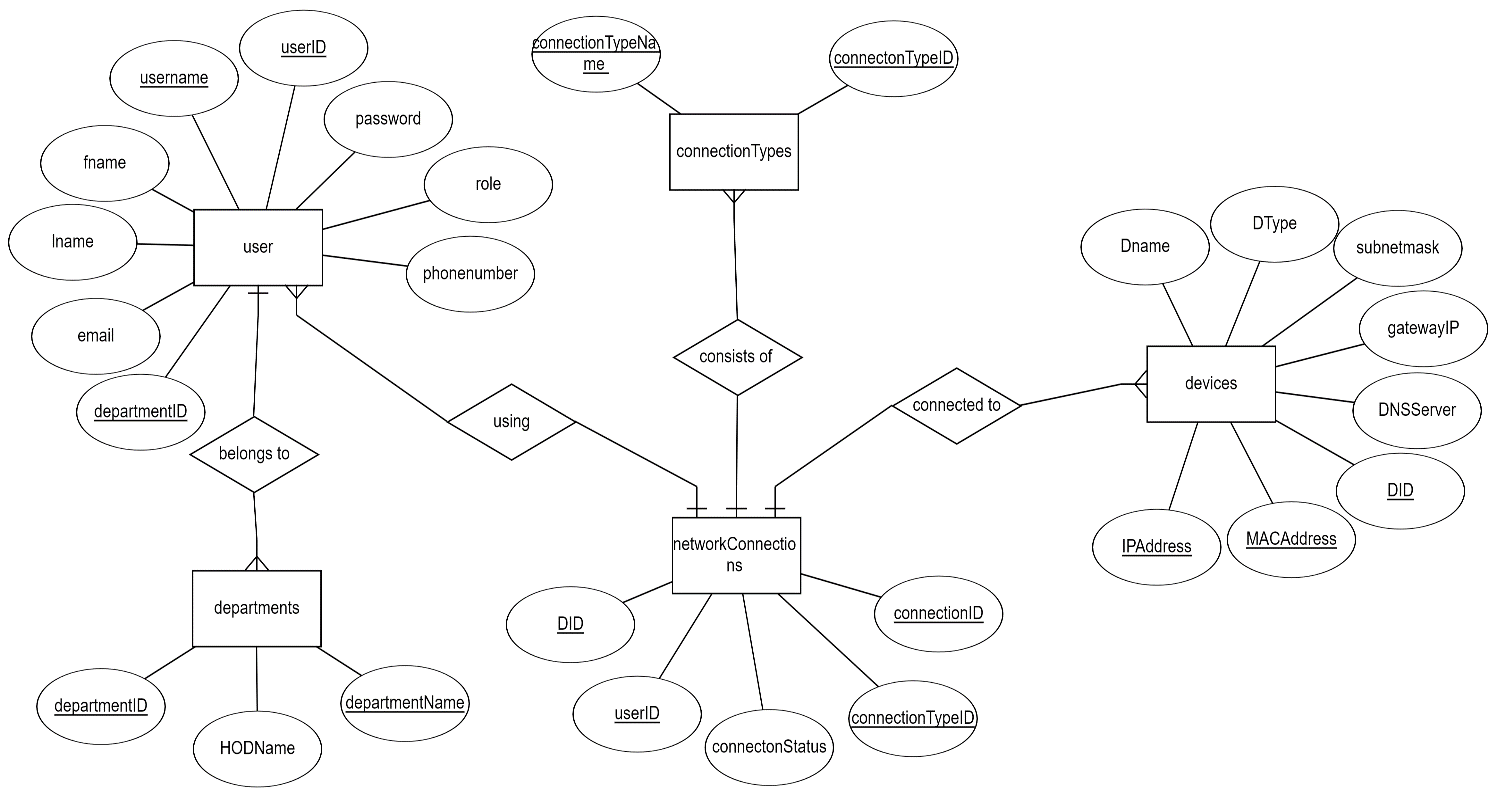 connectionTypeNa
me
userID
connectonTypeID
username
password
connectionTypes
fname
role
DType
lname
user
Dname
subnetmask
phonenumber
gatewayIP
email
consists of
devices
departmentID
connected to
DNSServer
using
belongs to
DID
networkConnectio
ns
IPAddress
MACAddress
departments
DID
connectionID
departmentID
departmentName
userID
connectionTypeID
HODName
connectonStatus